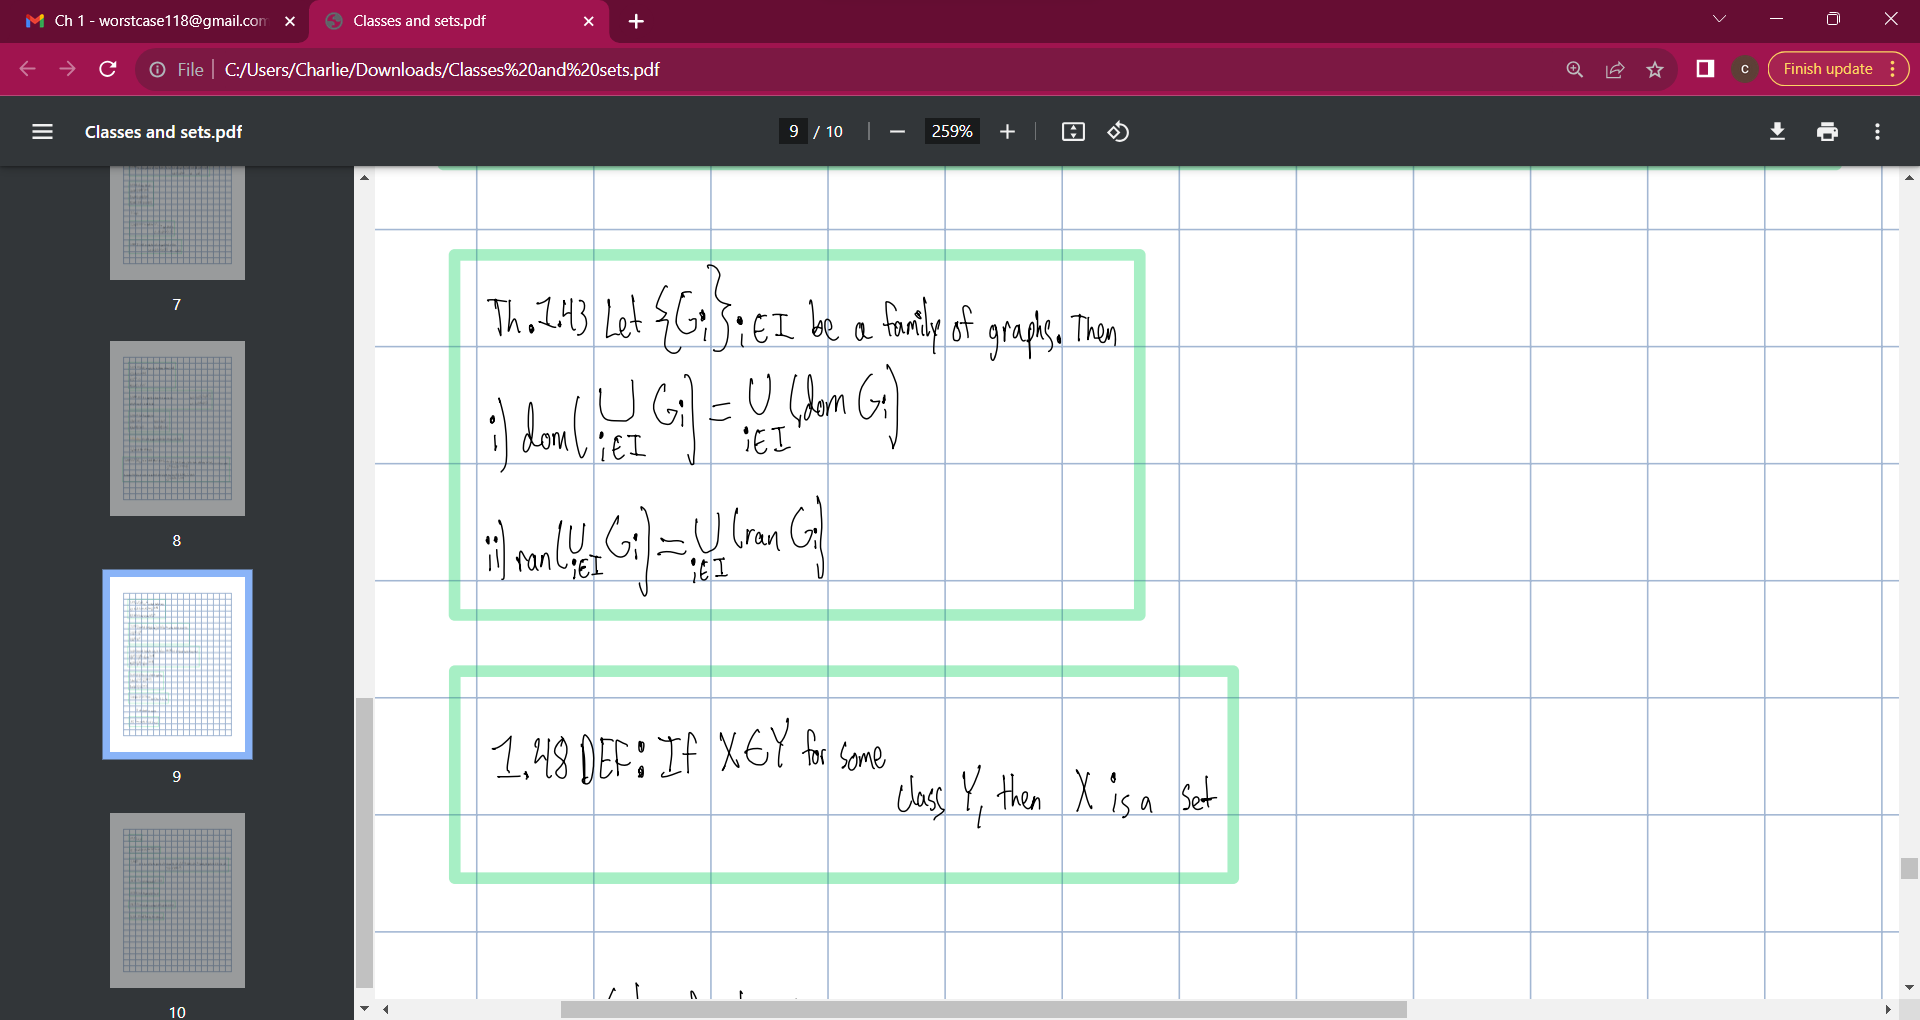 Ch 1 - worstcase118@gmail.com
Classes and sets.pdf
File
C:/Users/Charlie/Downloads/Classes%20and%20sets.pdf
C
Finish update
Classes and sets.pdf
9 / 10
259%
7
8
9
10
Th. 1.43 Let {Gi}i∈I be a family of graphs. Then
i) dom(⋃i∈I Gi) = ⋃i∈I (dom Gi)
ii) ran(⋃i∈I Gi) = ⋃i∈I (ran Gi)
1.48 DEF: If X∈Y for some
class Y, then X is a set